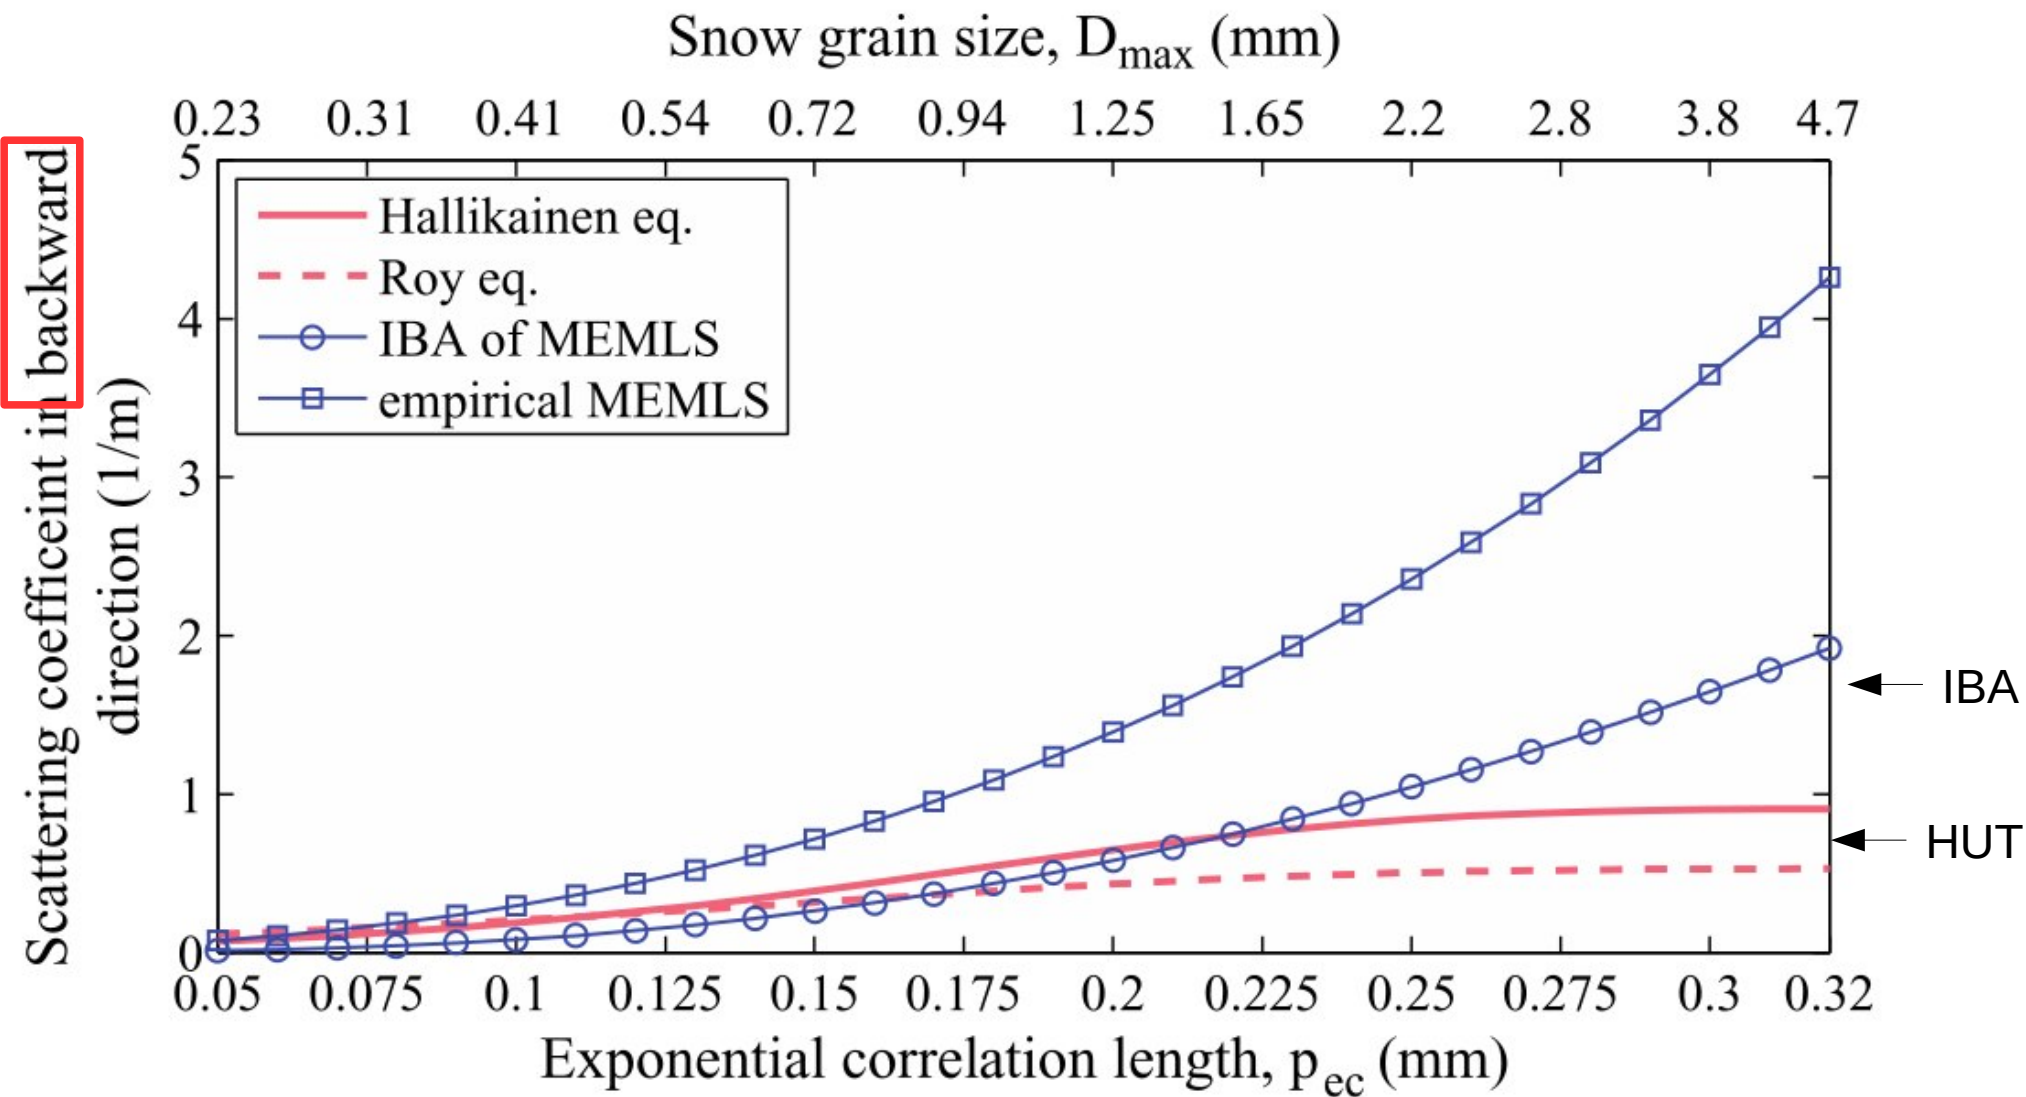 Snow grain size, Dmax (mm)
0.23 0.31 0.41 0.54 0.72 0.94 1.25 1.65 2.2 2.8 3.8 4.7
Scattering coefficeint in backward
direction (1/m)
5
4
3
2
1
0
Hallikainen eq.
Roy eq.
IBA of MEMLS
empirical MEMLS
IBA
HUT
0.05 0.075 0.1 0.125 0.15 0.175 0.2 0.225 0.25 0.275 0.3 0.32
Exponential correlation length, pec (mm)